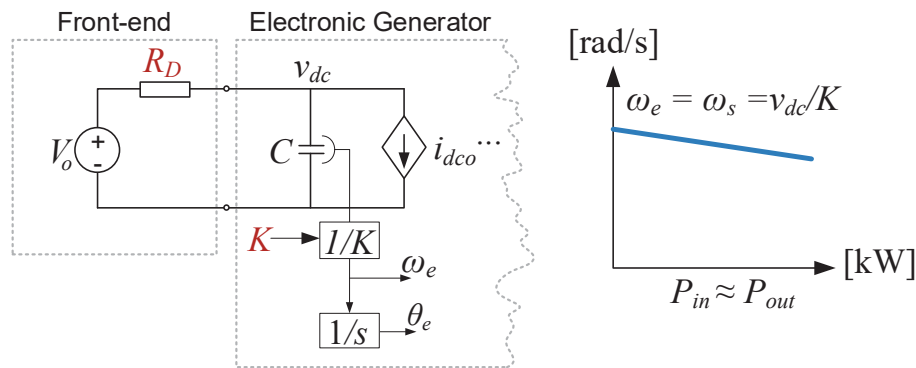 Front-end
Electronic Generator
R_D
v_dc
V_o
+
-
C
i_dco ...
K
1/K
ω_e
1/s
θ_e
[rad/s]
ω_e = ω_s =v_dc/K
[kW]
P_in ≈ P_out